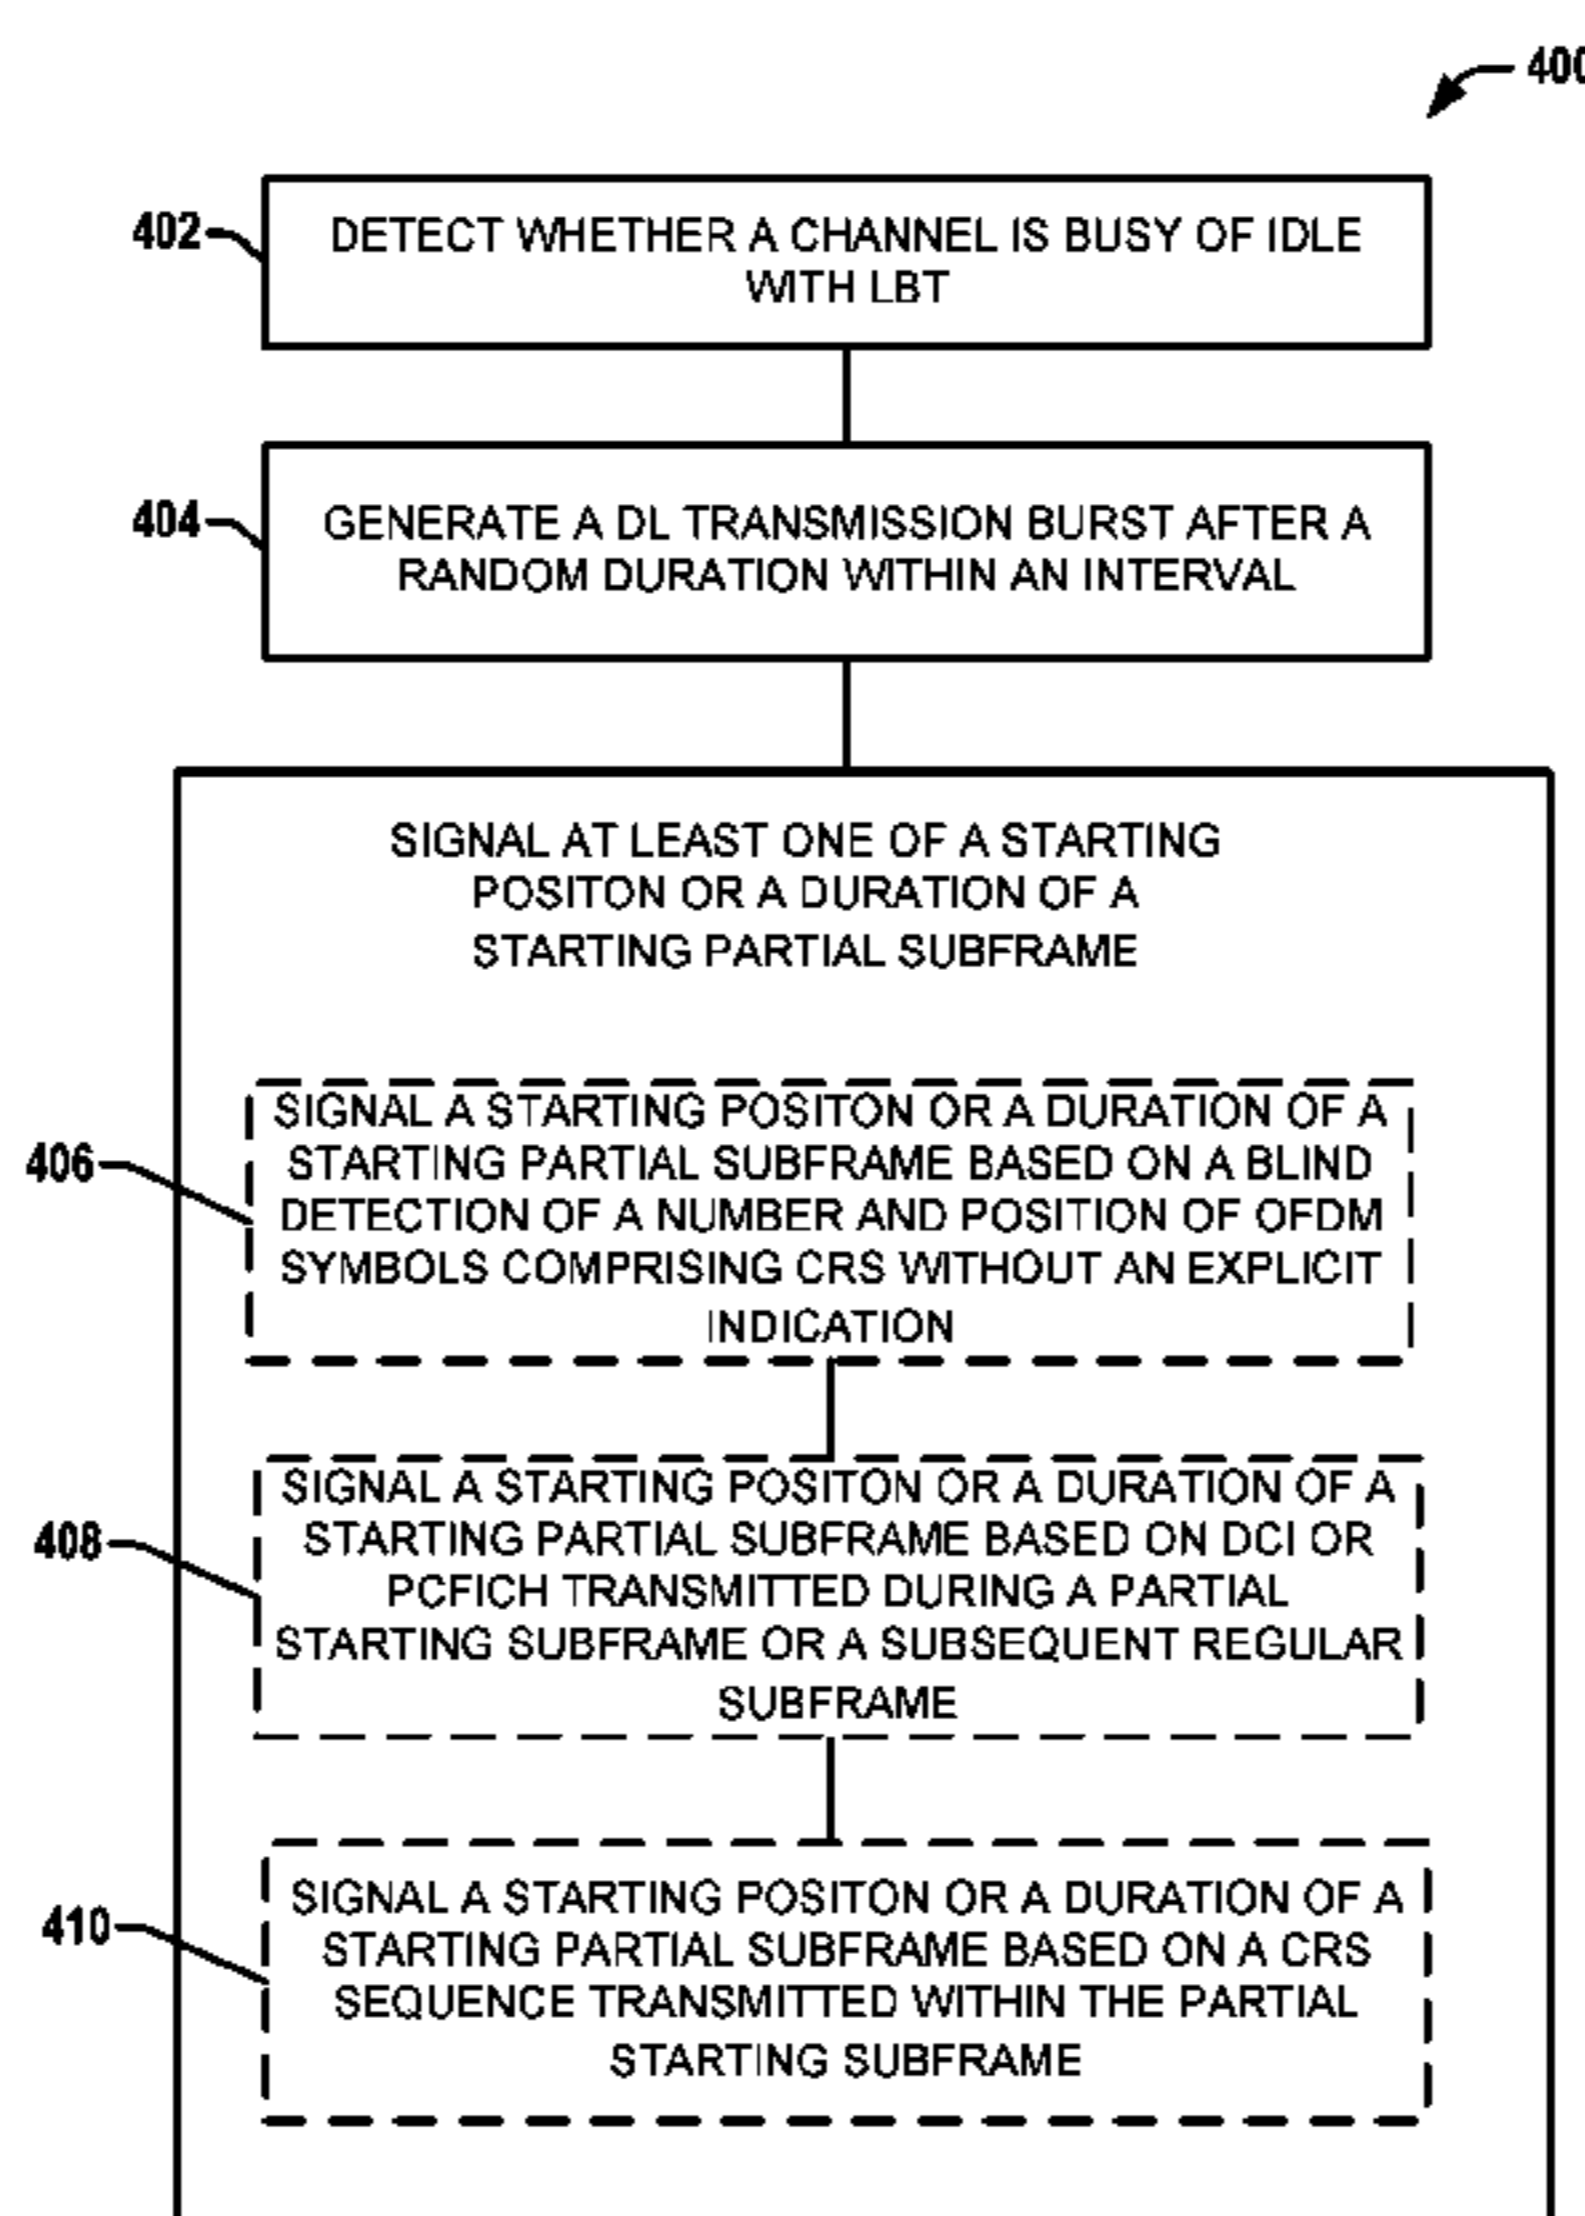 400
402
DETECT WHETHER A CHANNEL IS BUSY OF IDLE
WITH LBT
404
GENERATE A DL TRANSMISSION BURST AFTER A
RANDOM DURATION WITHIN AN INTERVAL
SIGNAL AT LEAST ONE OF A STARTING
POSITON OR A DURATION OF A
STARTING PARTIAL SUBFRAME
406
SIGNAL A STARTING POSITON OR A DURATION OF A
STARTING PARTIAL SUBFRAME BASED ON A BLIND
DETECTION OF A NUMBER AND POSITION OF OFDM
SYMBOLS COMPRISING CRS WITHOUT AN EXPLICIT
INDICATION
408
SIGNAL A STARTING POSITON OR A DURATION OF A
STARTING PARTIAL SUBFRAME BASED ON DCI OR
PCFICH TRANSMITTED DURING A PARTIAL
STARTING SUBFRAME OR A SUBSEQUENT REGULAR
SUBFRAME
410
SIGNAL A STARTING POSITON OR A DURATION OF A
STARTING PARTIAL SUBFRAME BASED ON A CRS
SEQUENCE TRANSMITTED WITHIN THE PARTIAL
STARTING SUBFRAME